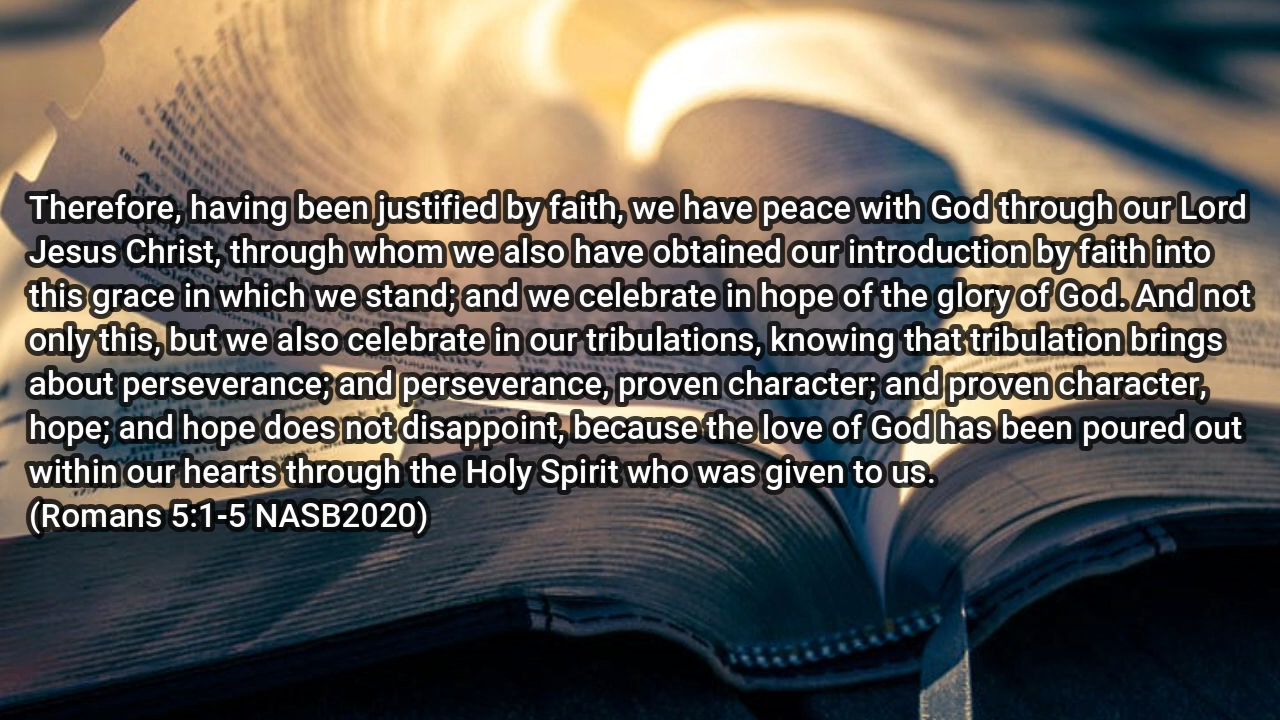 Therefore, having been justified by faith, we have peace with God through our Lord
Jesus Christ, through whom we also have obtained our introduction by faith into
this grace in which we stand; and we celebrate in hope of the glory of God. And not
only this, but we also celebrate in our tribulations, knowing that tribulation brings
about perseverance; and perseverance, proven character; and proven character,
hope; and hope does not disappoint, because the love of God has been poured out
within our hearts through the Holy Spirit who was given to us.
(Romans 5:1-5 NASB2020)